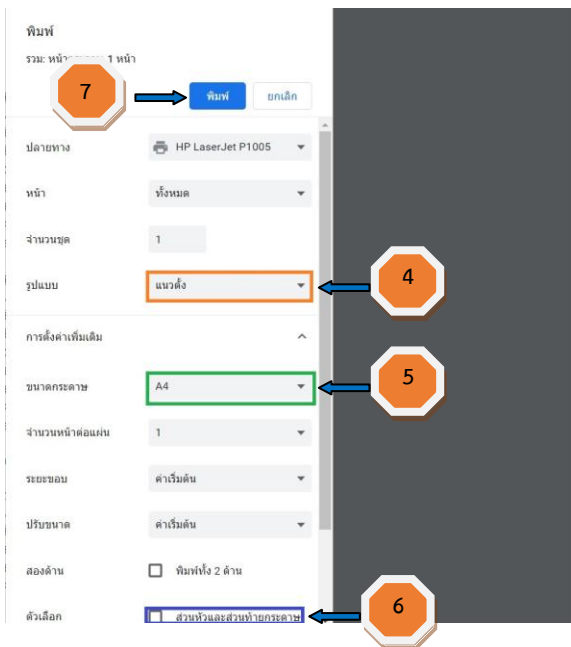 พิมพ์
รวม: หน้า 1 หน้า
7
พิมพ์ ยกเลิก
ปลายทาง HP LaserJet P1005
หน้า ทั้งหมด
จำนวนชุด 1
รูปแบบ แนวตั้ง 4
การตั้งค่าเพิ่มเติม
ขนาดกระดาษ A4 5
จำนวนหน้าต่อแผ่น 1
ระยะขอบ ค่าเริ่มต้น
ปรับขนาด ค่าเริ่มต้น
สองด้าน พิมพ์ทั้ง 2 ด้าน
ตัวเลือก ส่วนหัวและส่วนท้ายกระดาษ 6